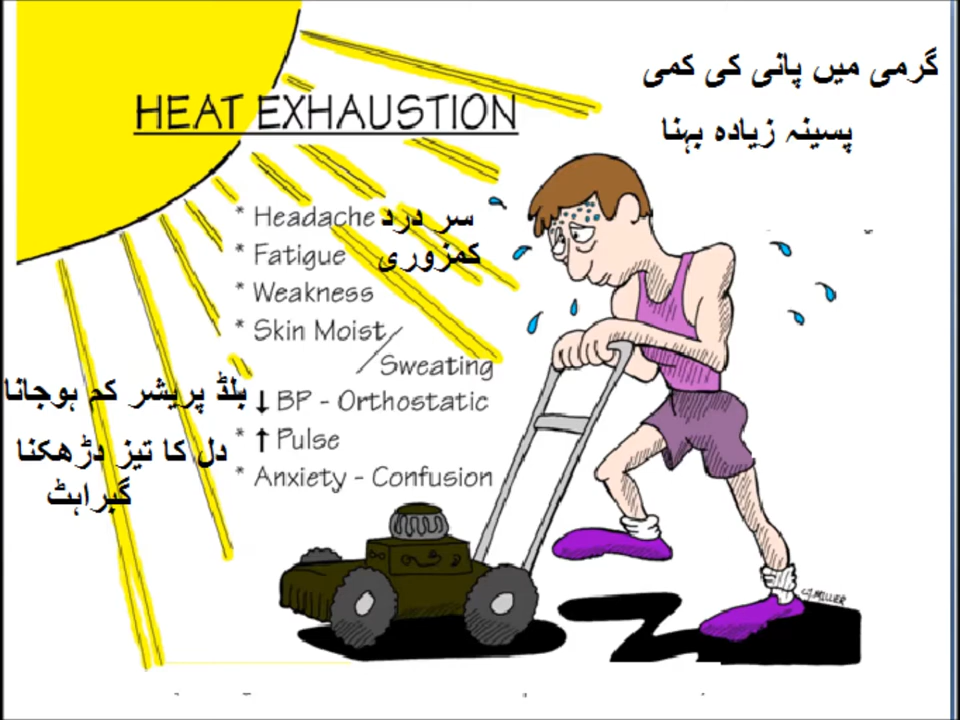 گرمی میں پانی کی کمی
پسینہ زیادہ بہنا
HEAT EXHAUSTION
* Headache سر درد
* Fatigue کمزوری
* Weakness
* Skin Moist/
Sweating
بلڈ پریشر کم ہوجانا
↓ BP - Orthostatic
دل کا تیز دڑھکنا
* ↑ Pulse
گبراہٹ
* Anxiety - Confusion
CJMILLER